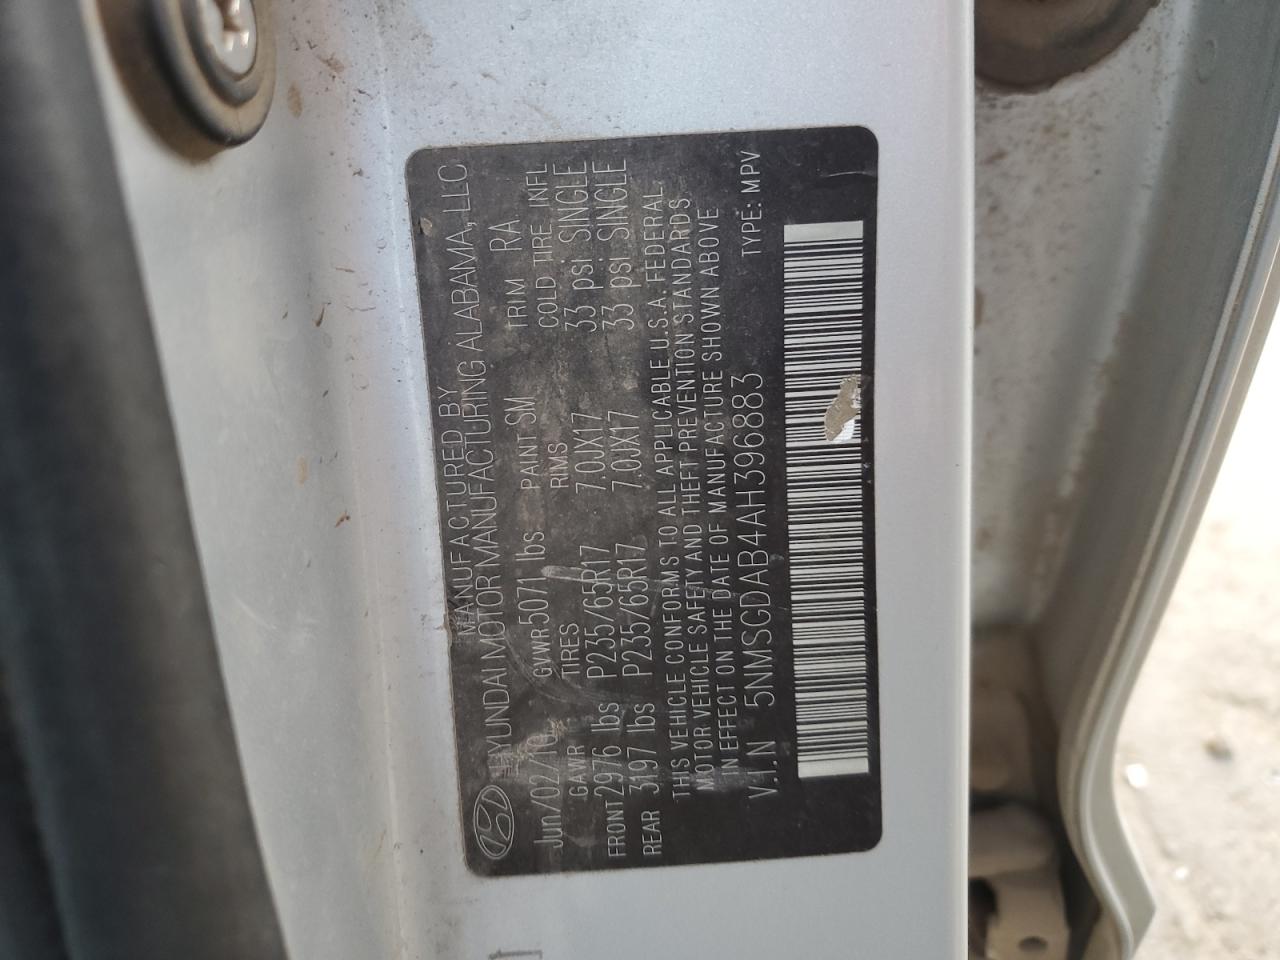 MANUFACTURED BY
HYUNDAI MOTOR MANUFACTURING ALABAMA, LLC
Jun/02/10 GVWR 5071 lbs PAINT SM TRIM RA
GAWR TIRES RIMS COLD TIRE INFL
FRONT 2976 lbs P235/65R17 7.0JX17 33 psi SINGLE
REAR 3197 lbs P235/65R17 7.0JX17 33 psi SINGLE
THIS VEHICLE CONFORMS TO ALL APPLICABLE U.S.A. FEDERAL
MOTOR VEHICLE SAFETY AND THEFT PREVENTION STANDARDS
IN EFFECT ON THE DATE OF MANUFACTURE SHOWN ABOVE
V.I.N 5NMSGDAB4AH396883 TYPE: MPV